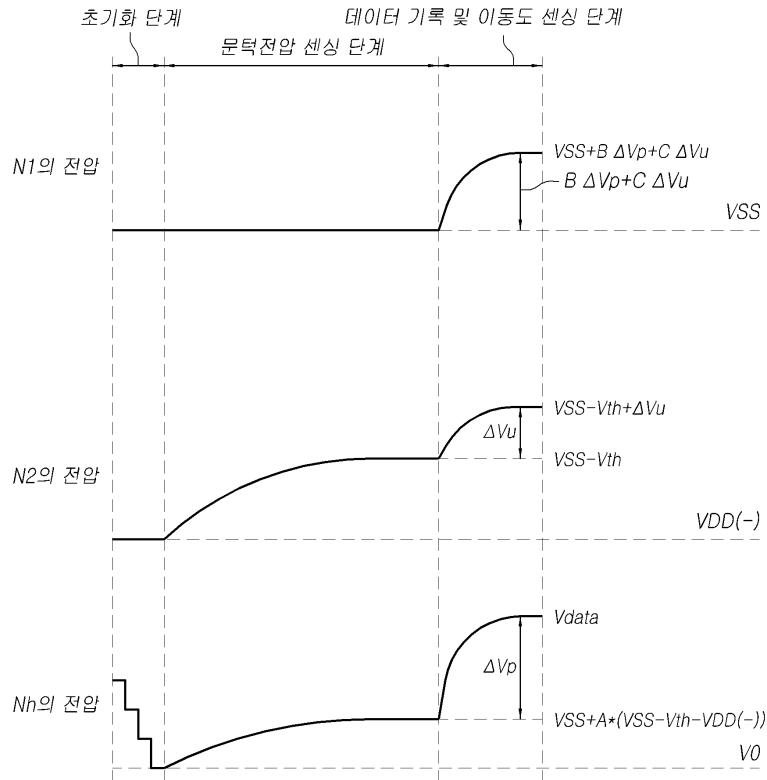 초기화 단계
데이터 기록 및 이동도 센싱 단계
문턱전압 센싱 단계
N1의 전압
VSS+B ΔVp+C ΔVu
B ΔVp+C ΔVu
VSS
N2의 전압
VSS-Vth+ΔVu
ΔVu
VSS-Vth
VDD(-)
Nh의 전압
Vdata
ΔVp
VSS+A*(VSS-Vth-VDD(-))
V0